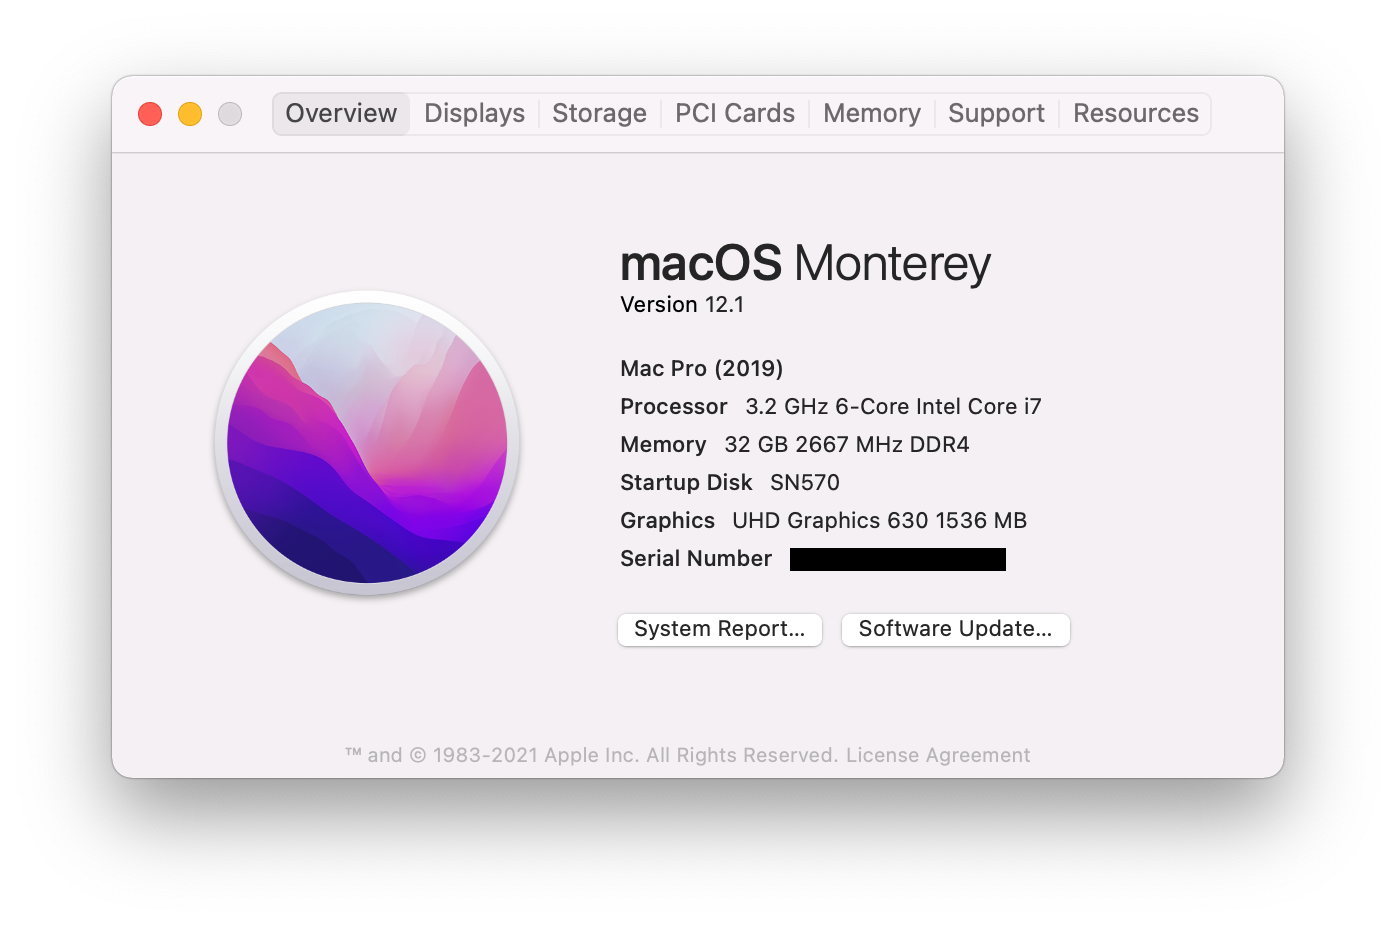 Overview Displays Storage PCI Cards Memory Support Resources
macOS Monterey
Version 12.1
Mac Pro (2019)
Processor 3.2 GHz 6-Core Intel Core i7
Memory 32 GB 2667 MHz DDR4
Startup Disk SN570
Graphics UHD Graphics 630 1536 MB
Serial Number
System Report... Software Update...
™ and © 1983-2021 Apple Inc. All Rights Reserved. License Agreement